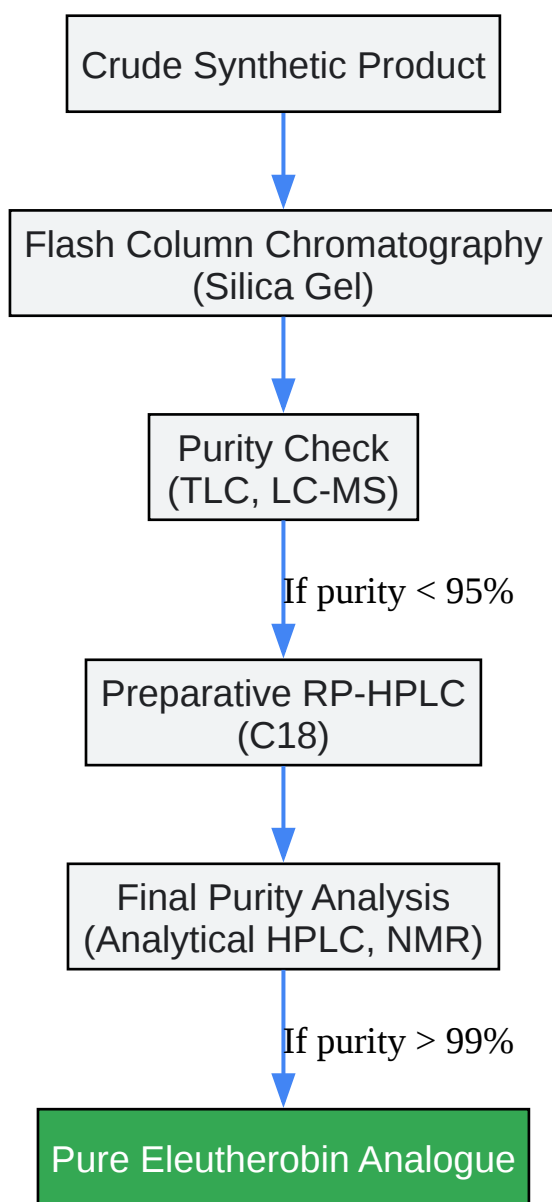 Crude Synthetic Product
Flash Column Chromatography
(Silica Gel)
Purity Check
(TLC, LC-MS)
If purity < 95%
Preparative RP-HPLC
(C18)
Final Purity Analysis
(Analytical HPLC, NMR)
If purity > 99%
Pure Eleutherobin Analogue